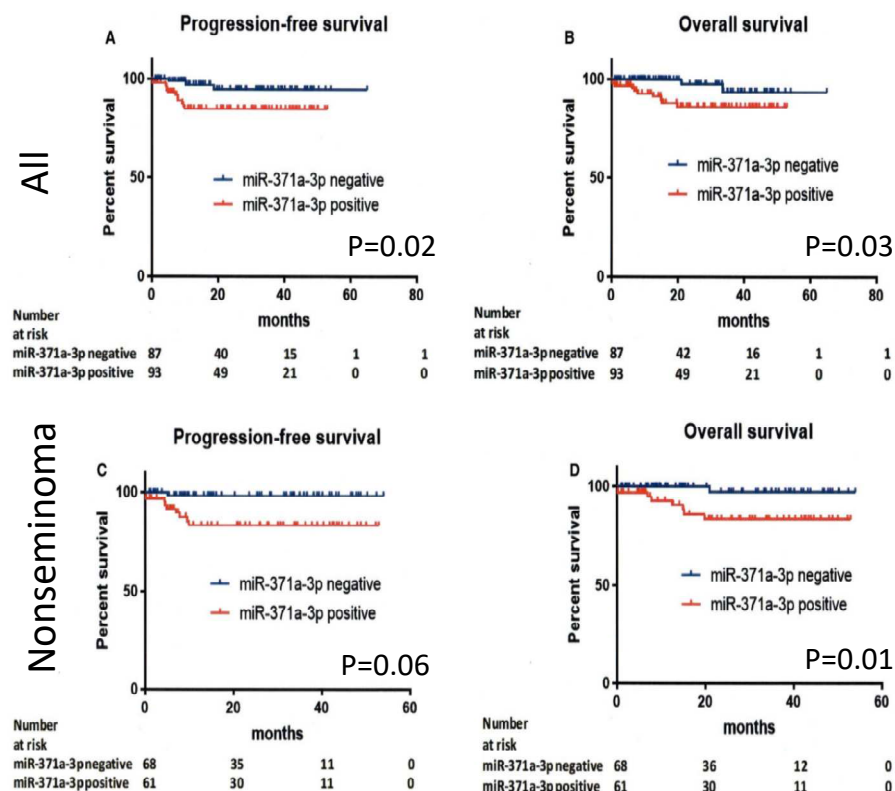 All
A
Progression-free survival
Percent survival
100
50
0
miR-371a-3p negative
miR-371a-3p positive
P=0.02
0 20 40 60 80
months
Number
at risk
miR-371a-3p negative 87 40 15 1 1
miR-371a-3p positive 93 49 21 0 0
B
Overall survival
Percent survival
100
50
0
miR-371a-3p negative
miR-371a-3p positive
P=0.03
0 20 40 60 80
months
Number
at risk
miR-371a-3p negative 87 42 16 1 1
miR-371a-3p positive 93 49 21 0 0
Nonseminoma
Progression-free survival
C
Percent survival
100
50
0
miR-371a-3p negative
miR-371a-3p positive
P=0.06
0 20 40 60
months
Number
at risk
miR-371a-3p negative 68 35 11 0
miR-371a-3p positive 61 30 11 0
Overall survival
D
Percent survival
100
50
0
miR-371a-3p negative
miR-371a-3p positive
P=0.01
0 20 40 60
months
Number
at risk
miR-371a-3p negative 68 36 12 0
miR-371a-3p positive 61 30 11 0